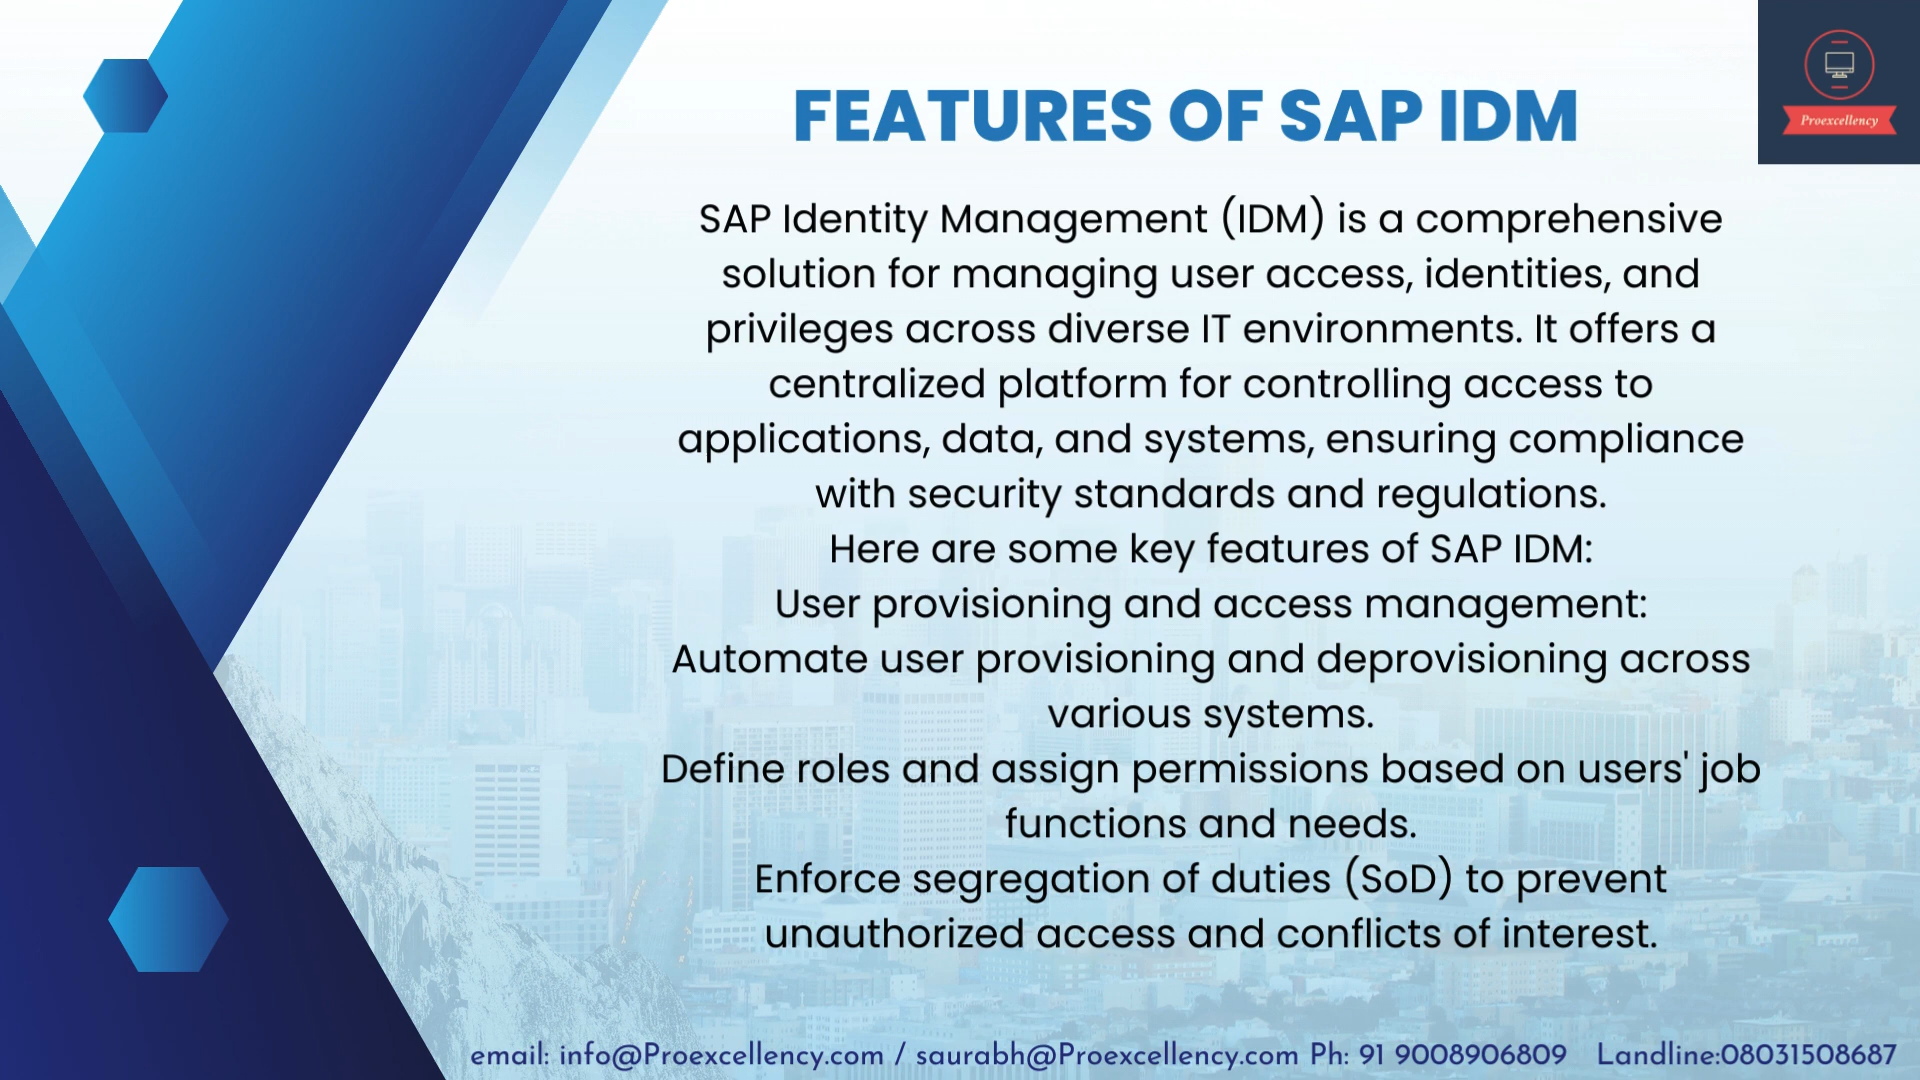 FEATURES OF SAP IDM
Proexcellency
SAP Identity Management (IDM) is a comprehensive
solution for managing user access, identities, and
privileges across diverse IT environments. It offers a
centralized platform for controlling access to
applications, data, and systems, ensuring compliance
with security standards and regulations.
Here are some key features of SAP IDM:
User provisioning and access management:
Automate user provisioning and deprovisioning across
various systems.
Define roles and assign permissions based on users' job
functions and needs.
Enforce segregation of duties (SoD) to prevent
unauthorized access and conflicts of interest.
email: info@Proexcellency.com / saurabh@Proexcellency.com Ph: 91 9008906809 Landline:08031508687